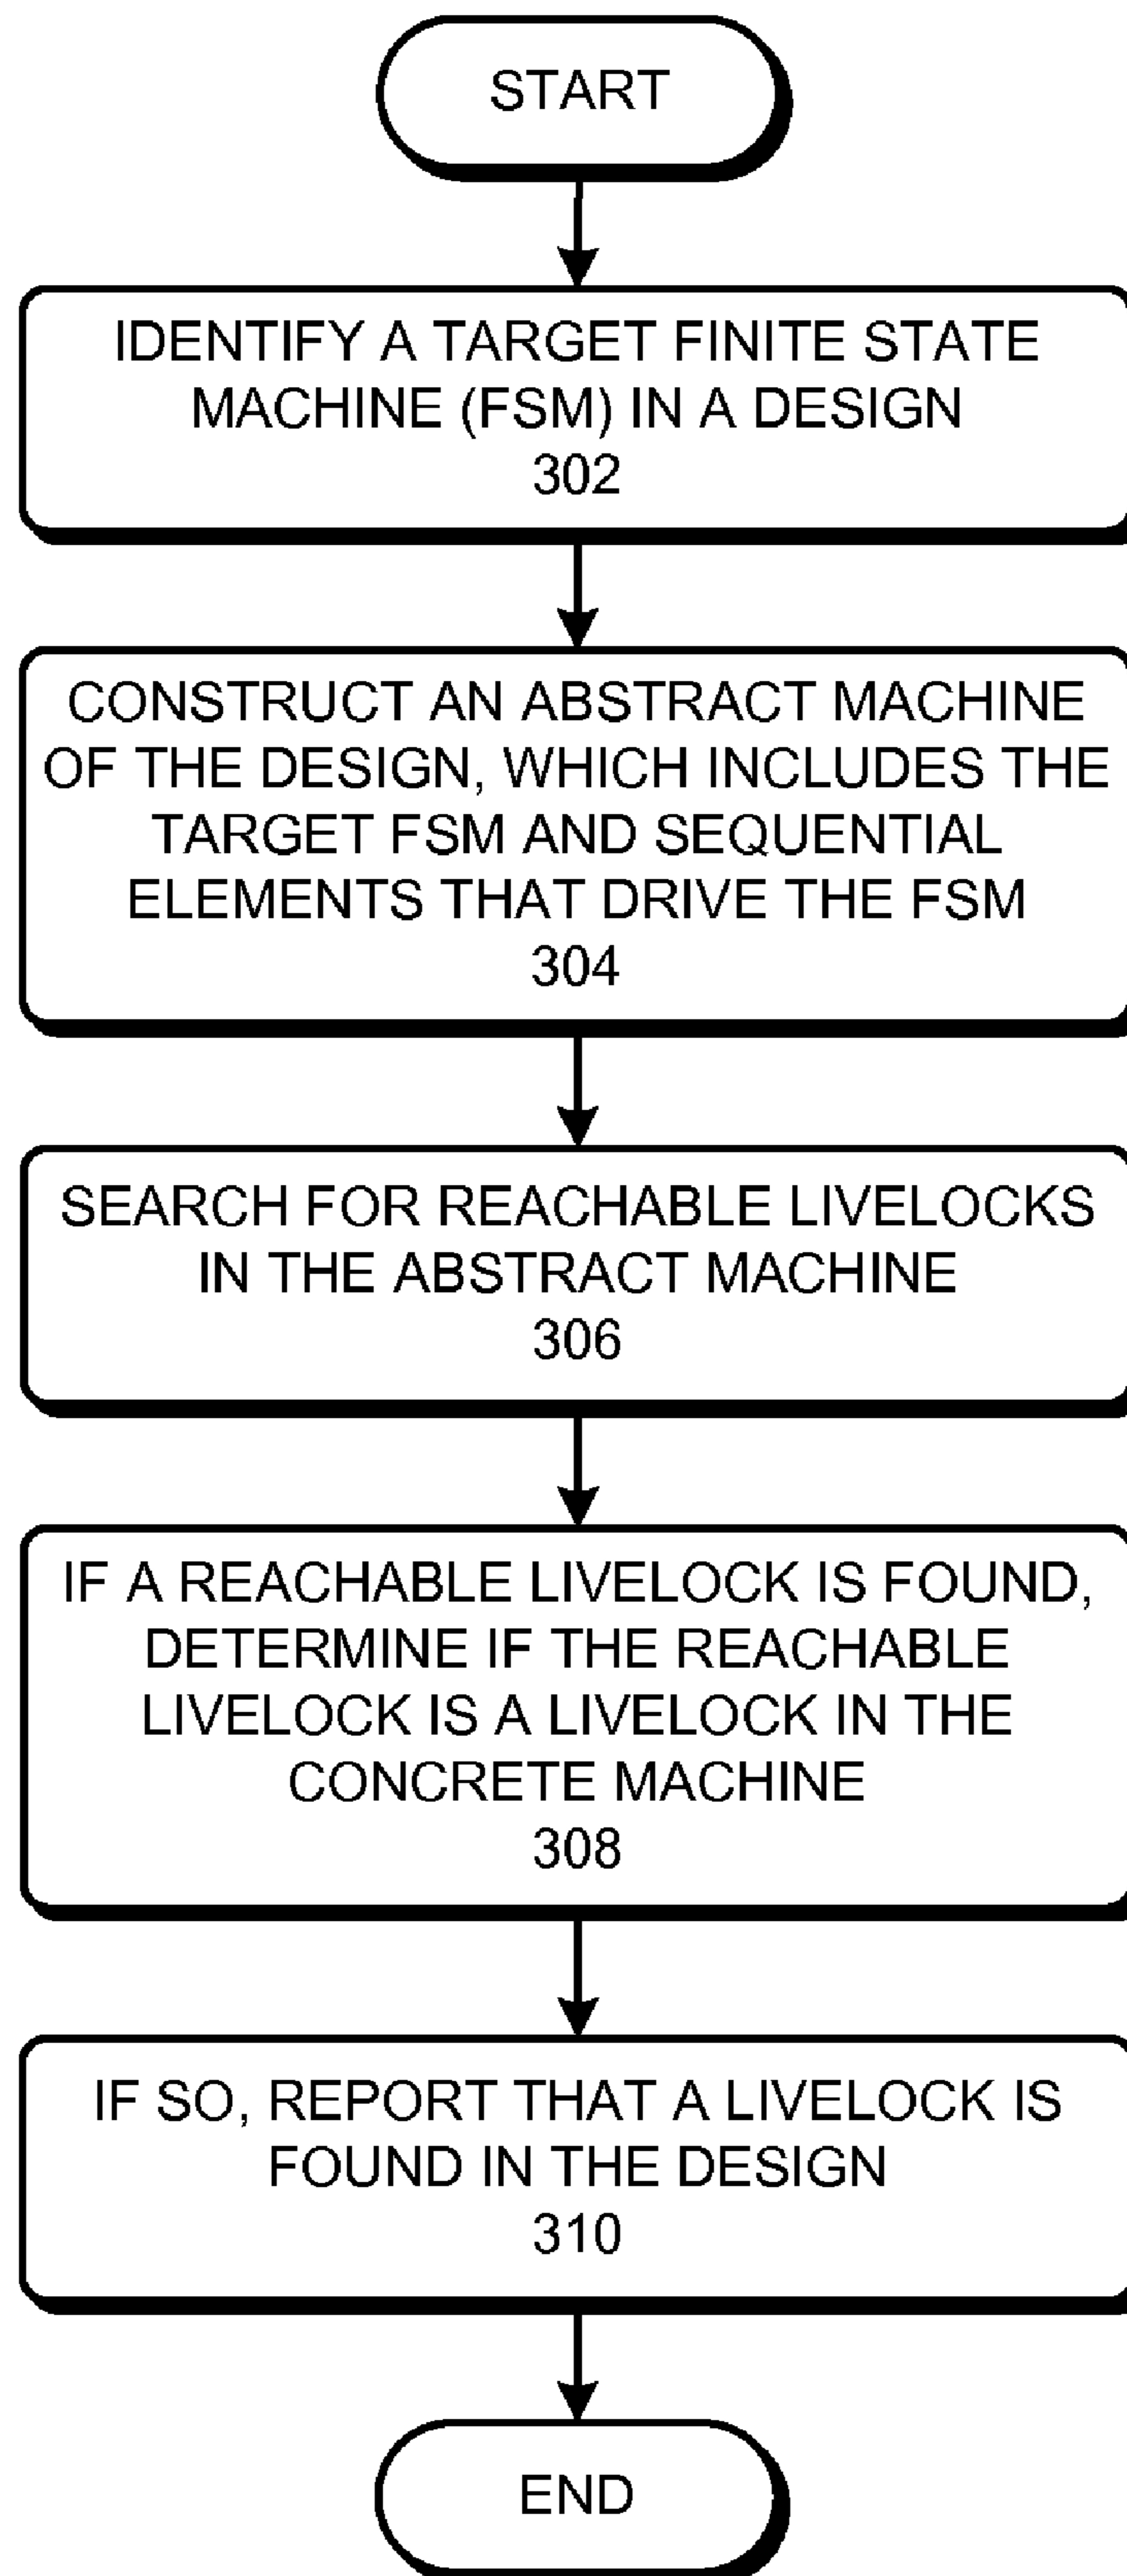 START
IDENTIFY A TARGET FINITE STATE
MACHINE (FSM) IN A DESIGN
302
CONSTRUCT AN ABSTRACT MACHINE
OF THE DESIGN, WHICH INCLUDES THE
TARGET FSM AND SEQUENTIAL
ELEMENTS THAT DRIVE THE FSM
304
SEARCH FOR REACHABLE LIVELOCKS
IN THE ABSTRACT MACHINE
306
IF A REACHABLE LIVELOCK IS FOUND,
DETERMINE IF THE REACHABLE
LIVELOCK IS A LIVELOCK IN THE
CONCRETE MACHINE
308
IF SO, REPORT THAT A LIVELOCK IS
FOUND IN THE DESIGN
310
END